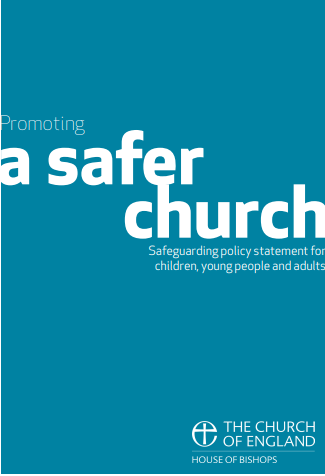 Promoting
a safer
church
Safeguarding policy statement for
children, young people and adults
THE CHURCH
OF ENGLAND
HOUSE OF BISHOPS